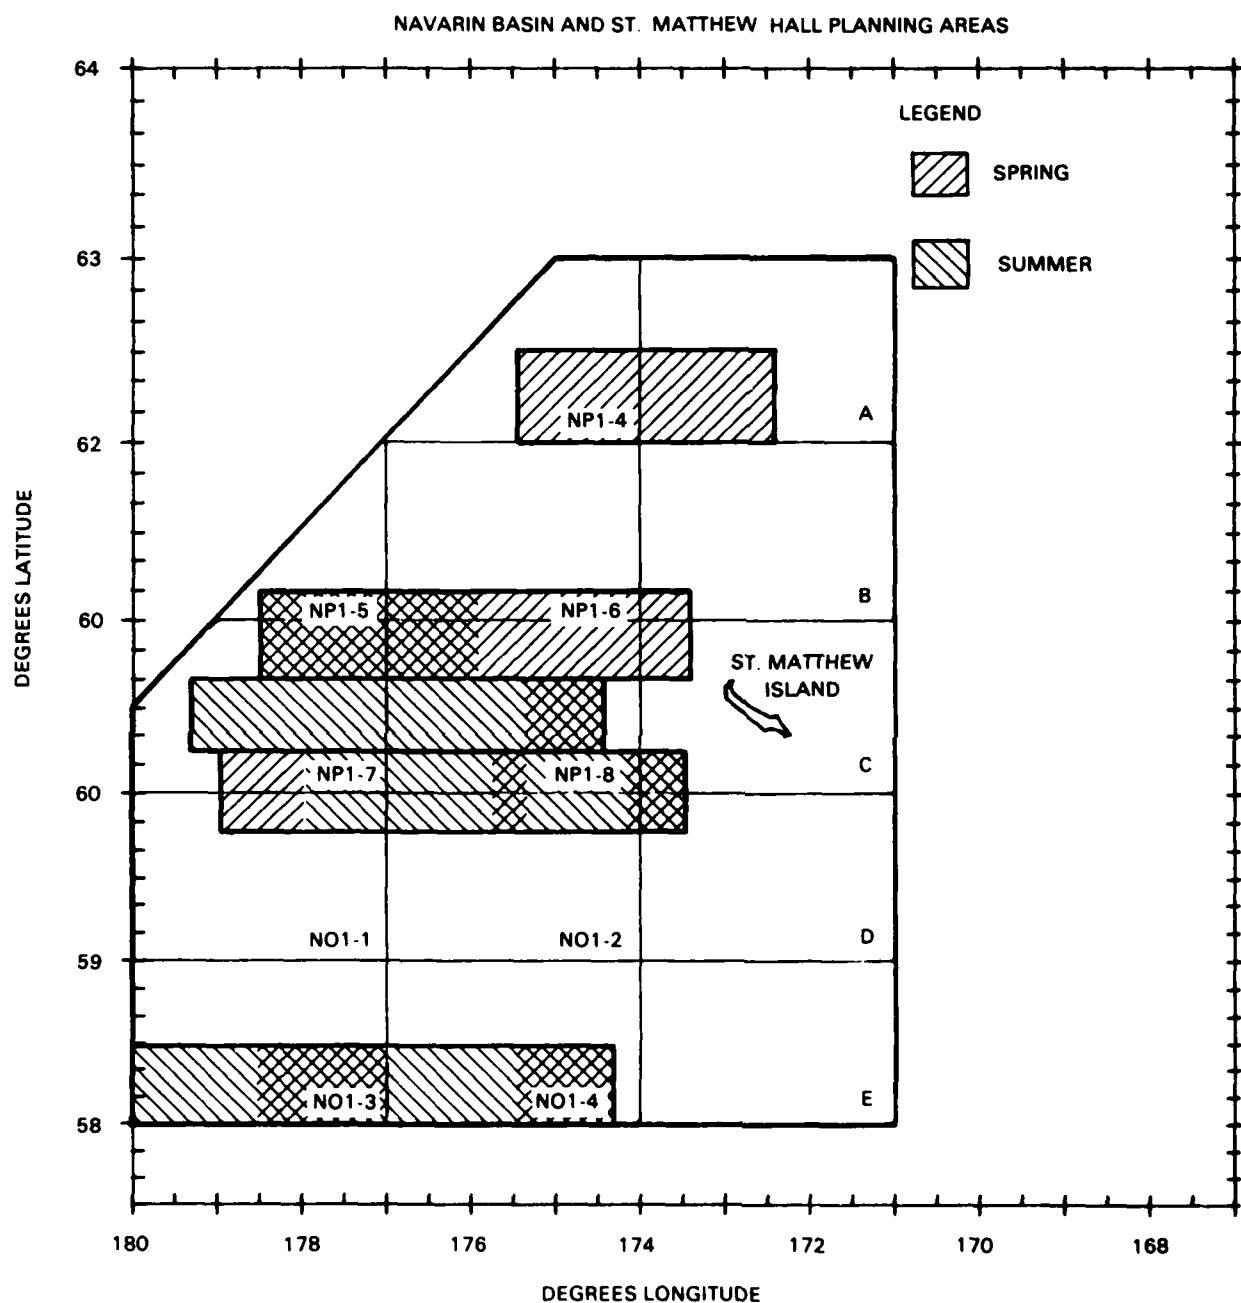 NAVARIN BASIN AND ST. MATTHEW HALL PLANNING AREAS
64
LEGEND
SPRING
63
SUMMER
A
NP1-4
62
DEGREES LATITUDE
B
NP1-5
NP1-6
60
ST. MATTHEW
ISLAND
C
NP1-7
NP1-8
60
NO1-1
NO1-2
D
59
NO1-3
NO1-4
E
58
180
178
176
174
172
170
168
DEGREES LONGITUDE